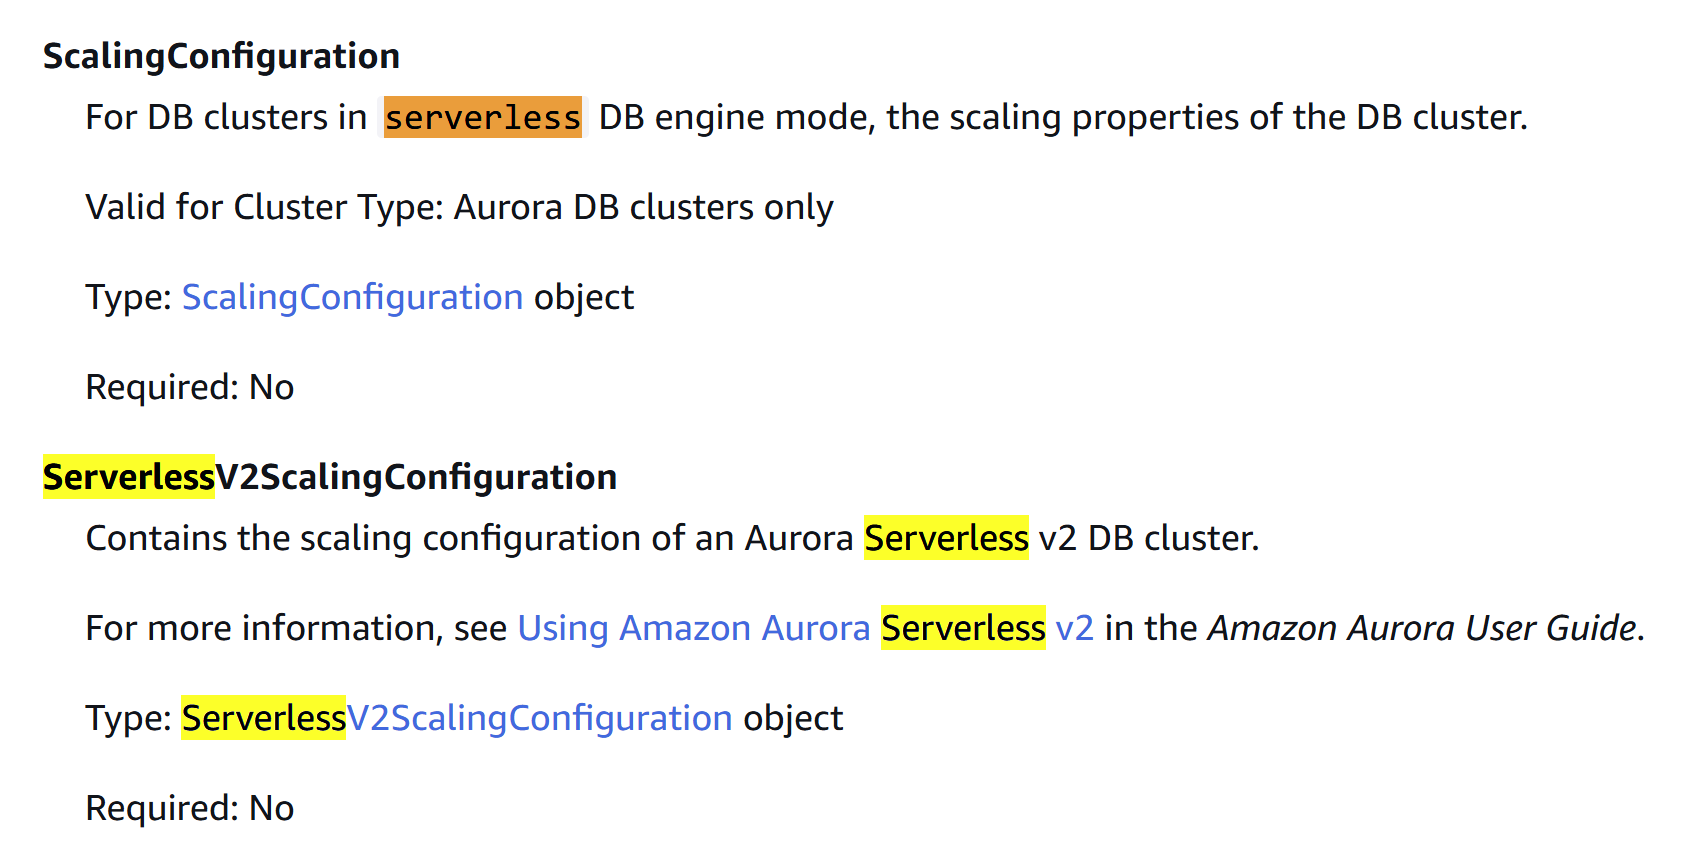 ScalingConfiguration
For DB clusters in serverless DB engine mode, the scaling properties of the DB cluster.
Valid for Cluster Type: Aurora DB clusters only
Type: ScalingConfiguration object
Required: No
ServerlessV2ScalingConfiguration
Contains the scaling configuration of an Aurora Serverless v2 DB cluster.
For more information, see Using Amazon Aurora Serverless v2 in the Amazon Aurora User Guide.
Type: ServerlessV2ScalingConfiguration object
Required: No